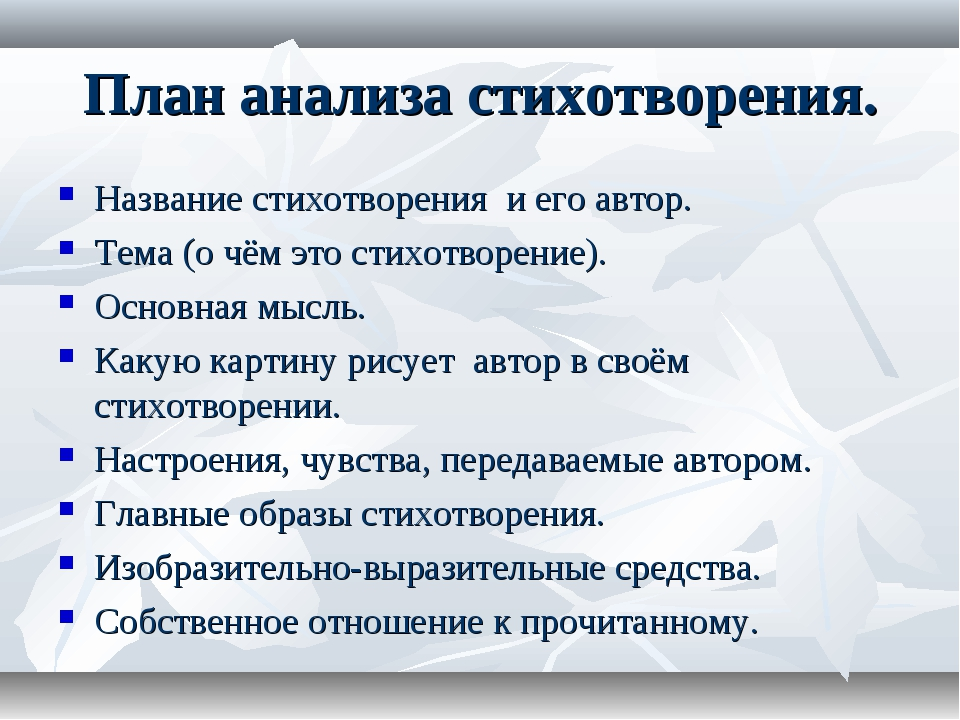 План анализа стихотворения.
Название стихотворения и его автор.
Тема (о чём это стихотворение).
Основная мысль.
Какую картину рисует автор в своём
стихотворении.
Настроения, чувства, передаваемые автором.
Главные образы стихотворения.
Изобразительно-выразительные средства.
Собственное отношение к прочитанному.